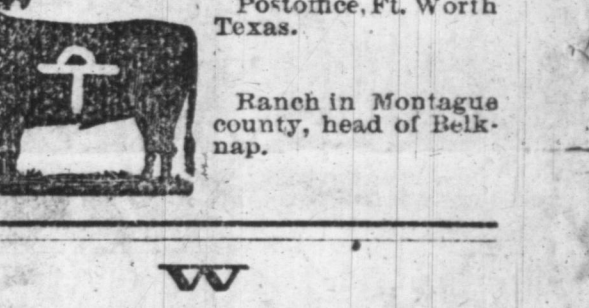 Postoffice, Ft. Worth
Texas.
Ranch in Montague
county, head of Belk-
nap.
W